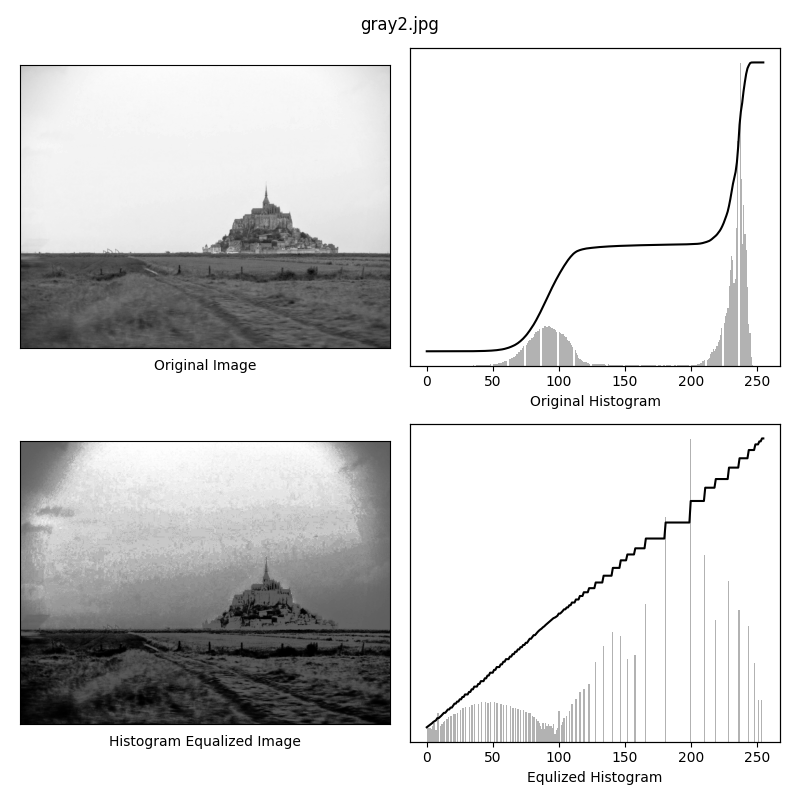 gray2.jpg
0 50 100 150 200 250
Original Image
Original Histogram
0 50 100 150 200 250
Histogram Equalized Image
Equlized Histogram